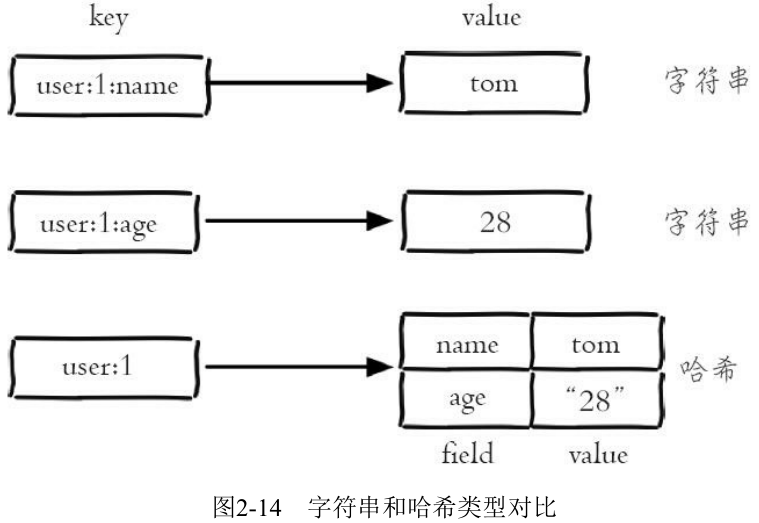 key value
user:1:name tom 字符串
user:1:age 28 字符串
name tom
user:1 哈希
age “28”
field value
图2-14 字符串和哈希类型对比